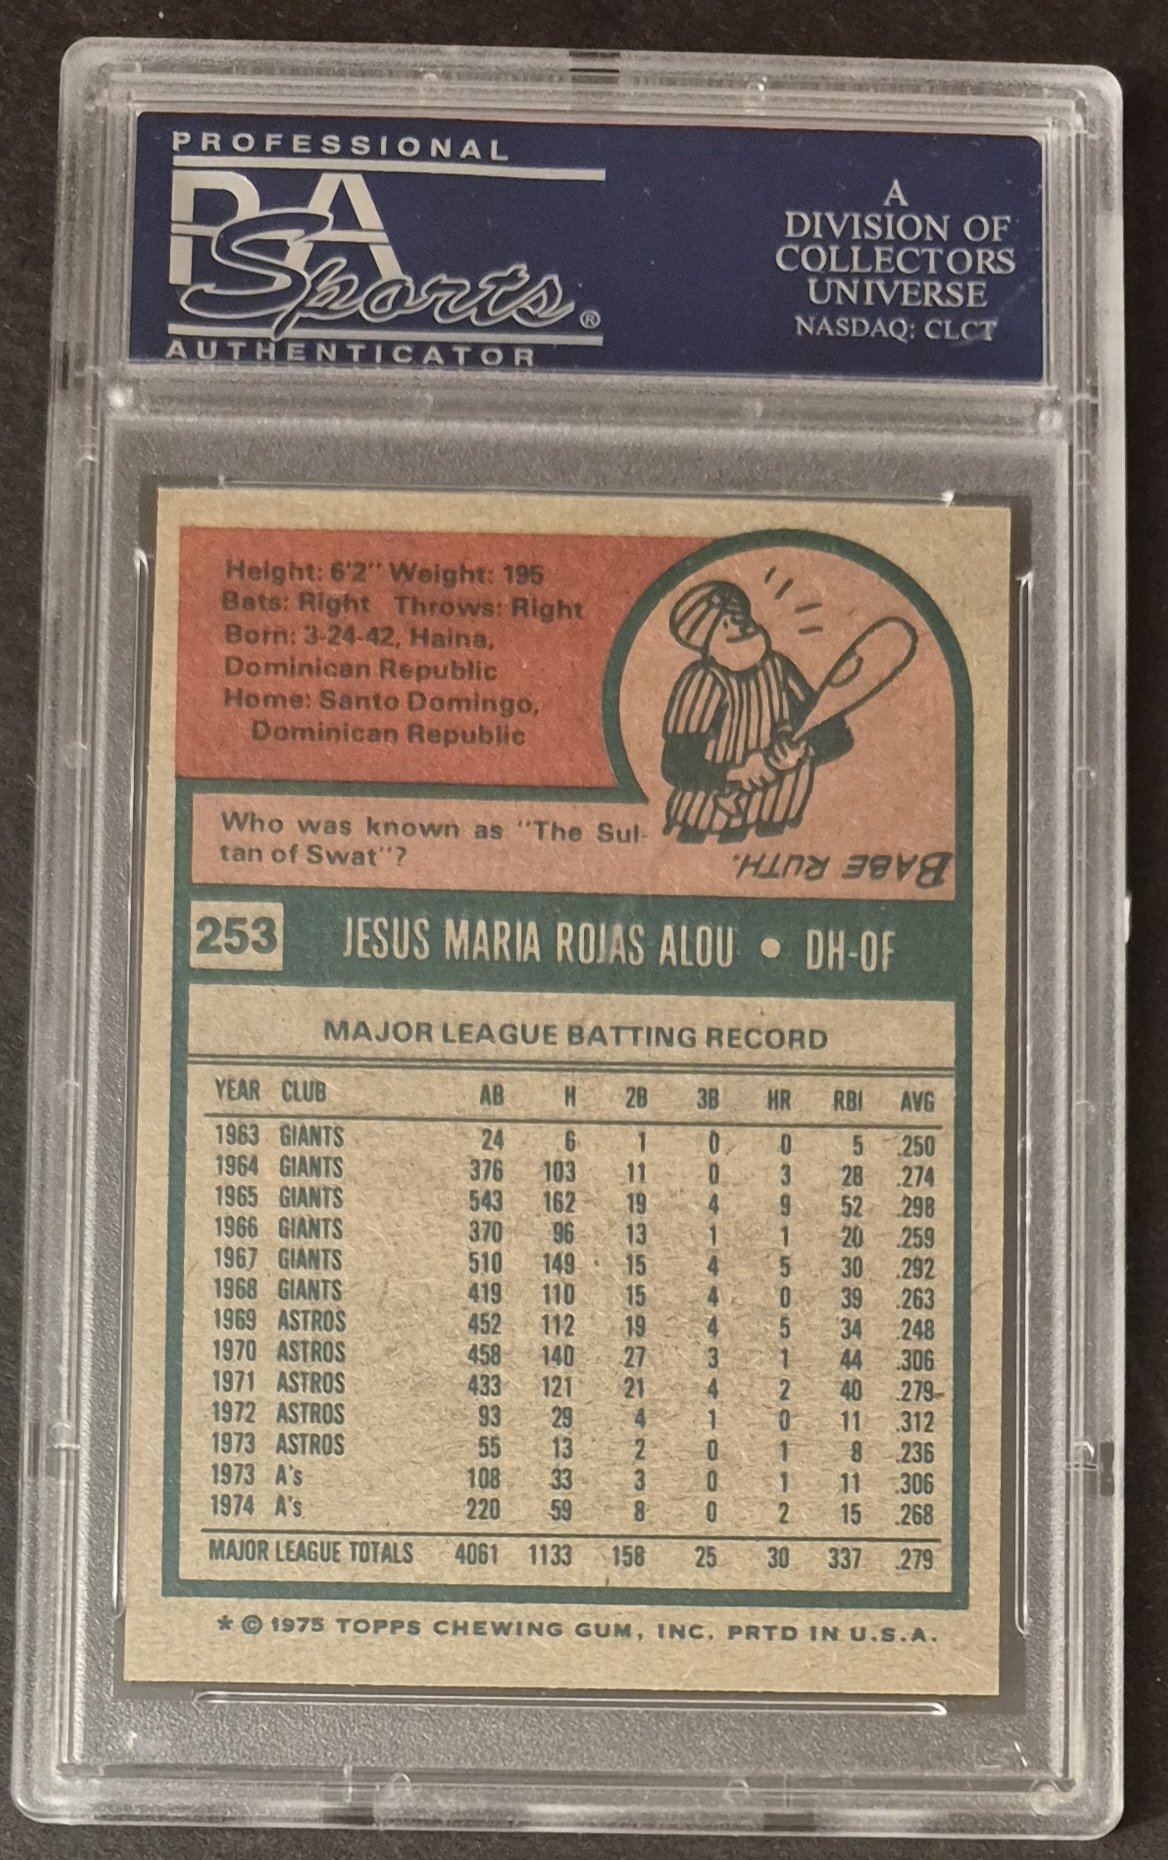 PROFESSIONAL
PSA
Sports®
AUTHENTICATOR
A
DIVISION OF
COLLECTORS
UNIVERSE
NASDAQ: CLCT
Height: 6'2" Weight: 195
Bats: Right Throws: Right
Born: 3-24-42, Haina,
Dominican Republic
Home: Santo Domingo,
Dominican Republic
Who was known as "The Sul-
tan of Swat"?
BABE RUTH.
253 JESUS MARIA ROJAS ALOU • DH-OF
MAJOR LEAGUE BATTING RECORD
YEAR CLUB AB H 2B 3B HR RBI AVG
1963 GIANTS 24 6 1 0 0 5 .250
1964 GIANTS 376 103 11 0 3 28 .274
1965 GIANTS 543 162 19 4 9 52 .298
1966 GIANTS 370 96 13 1 1 20 .259
1967 GIANTS 510 149 15 4 5 30 .292
1968 GIANTS 419 110 15 4 0 39 .263
1969 ASTROS 452 112 19 4 5 34 .248
1970 ASTROS 458 140 27 3 1 44 .306
1971 ASTROS 433 121 21 4 2 40 .279
1972 ASTROS 93 29 4 1 0 11 .312
1973 ASTROS 55 13 2 0 1 8 .236
1973 A's 108 33 3 0 1 11 .306
1974 A's 220 59 8 0 2 15 .268
MAJOR LEAGUE TOTALS 4061 1133 158 25 30 337 .279
* © 1975 TOPPS CHEWING GUM, INC. PRTD IN U.S.A.